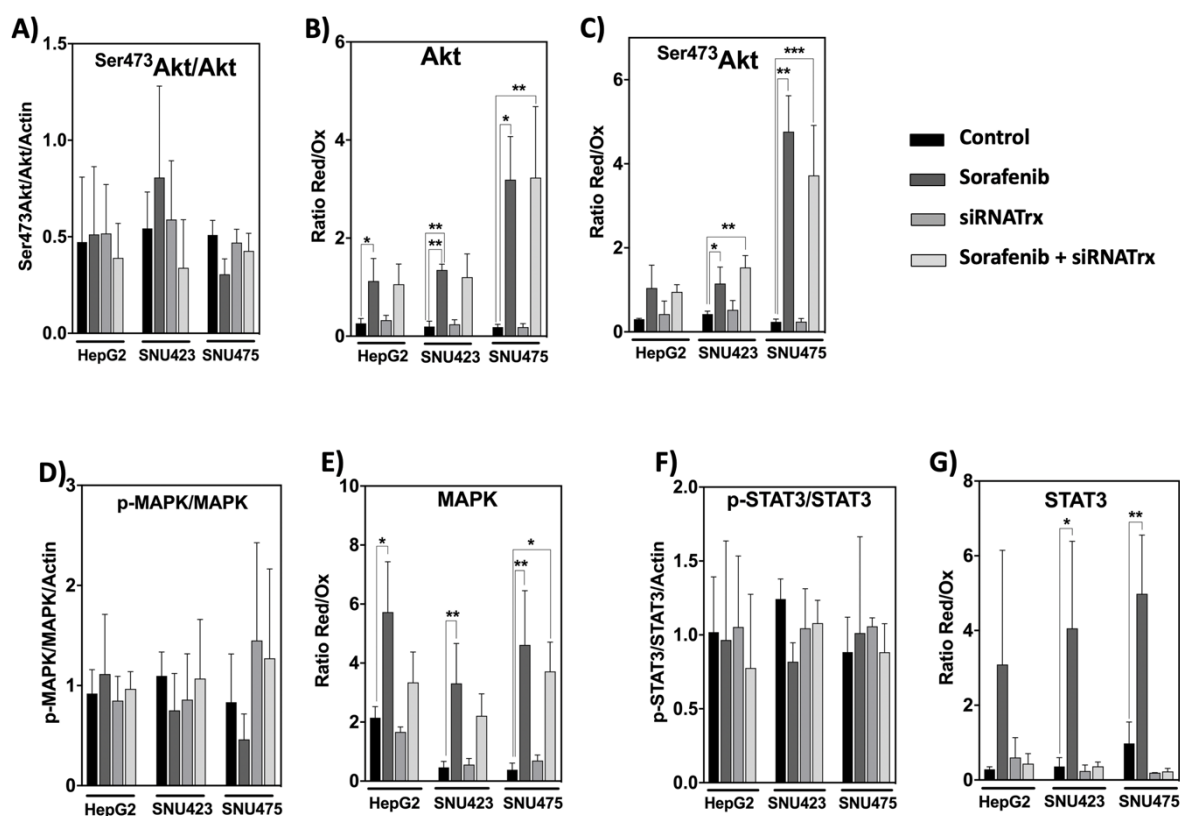 A)
Ser473Akt/Akt
Ser473Akt/Akt/Actin
1.5
1.0
0.5
0.0
HepG2 SNU423 SNU475
B)
Akt
Ratio Red/Ox
6
4
2
0
*
**
**
*
**
HepG2 SNU423 SNU475
C)
Ser473Akt
Ratio Red/Ox
6
4
2
0
*
**
**
***
HepG2 SNU423 SNU475
Control
Sorafenib
siRNATrx
Sorafenib + siRNATrx
D)
p-MAPK/MAPK
p-MAPK/MAPK/Actin
3
2
1
0
HepG2 SNU423 SNU475
E)
MAPK
Ratio Red/Ox
10
8
6
4
2
0
*
**
**
*
HepG2 SNU423 SNU475
F)
p-STAT3/STAT3
p-STAT3/STAT3/Actin
2.0
1.5
1.0
0.5
0.0
HepG2 SNU423 SNU475
G)
STAT3
Ratio Red/Ox
8
6
4
2
0
*
**
HepG2 SNU423 SNU475